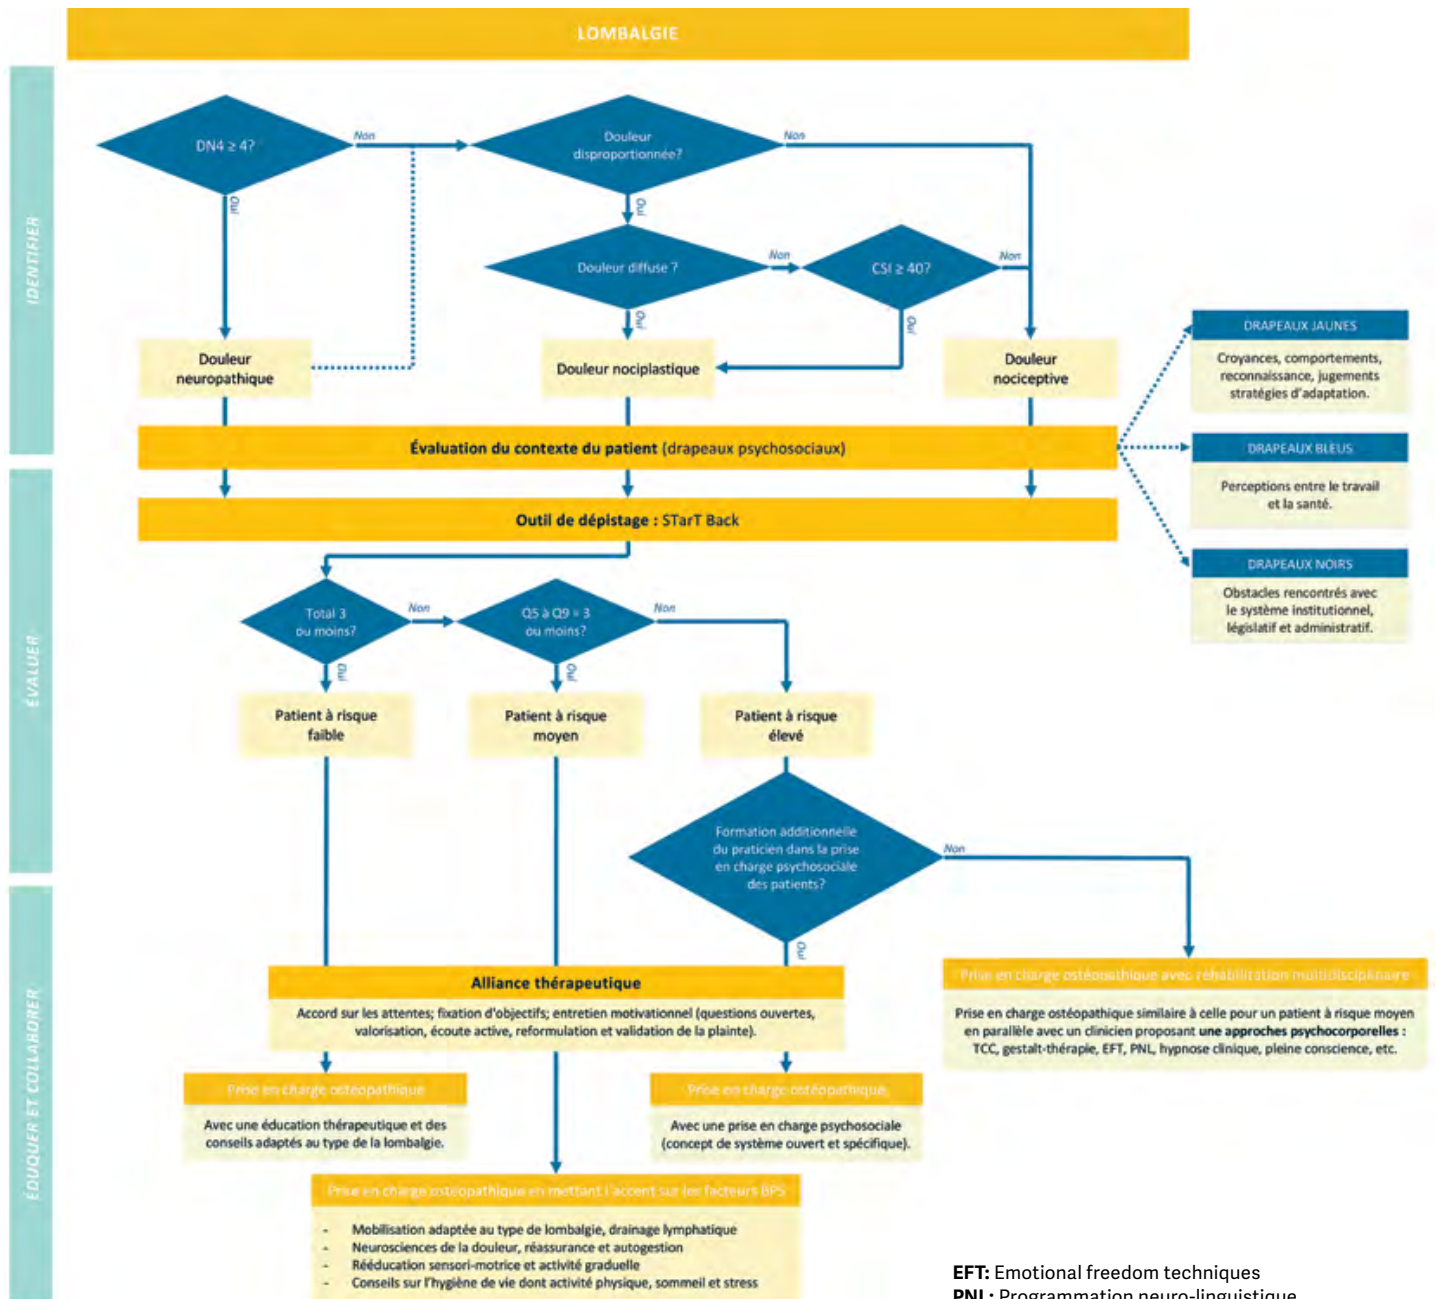 LOMBALGIE
IDENTIFIER
DN4 ≥ 4?
Non
Oui
Douleur
disproportionnée?
Non
Oui
Douleur diffuse ?
Non
Oui
CSI ≥ 40?
Non
Oui
Douleur
neuropathique
Douleur nociplastique
Douleur
nociceptive
Évaluation du contexte du patient (drapeaux psychosociaux)
DRAPEAUX JAUNES
Croyances, comportements,
reconnaissance, jugements
stratégies d'adaptation.
DRAPEAUX BLEUS
Perceptions entre le travail
et la santé.
DRAPEAUX NOIRS
Obstacles rencontrés avec
le système institutionnel,
législatif et administratif.
ÉVALUER
Outil de dépistage : STarT Back
Total 3
ou moins?
Non
Oui
Q5 à Q9 = 3
ou moins?
Non
Oui
Patient à risque
faible
Patient à risque
moyen
Patient à risque
élevé
Formation additionnelle
du praticien dans la prise
en charge psychosociale
des patients?
Non
Oui
ÉDUQUER ET COLLABORER
Alliance thérapeutique
Accord sur les attentes; fixation d'objectifs; entretien motivationnel (questions ouvertes,
valorisation, écoute active, reformulation et validation de la plainte).
Prise en charge ostéopathique avec réhabilitation multidisciplinaire
Prise en charge ostéopathique similaire à celle pour un patient à risque moyen
en parallèle avec un clinicien proposant une approches psychocorporelles :
TCC, gestalt-thérapie, EFT, PNL, hypnose clinique, pleine conscience, etc.
Prise en charge ostéopathique
Avec une éducation thérapeutique et des
conseils adaptés au type de la lombalgie.
Prise en charge ostéopathique
Avec une prise en charge psychosociale
(concept de système ouvert et spécifique).
Prise en charge ostéopathique en mettant l'accent sur les facteurs BPS
- Mobilisation adaptée au type de lombalgie, drainage lymphatique
- Neurosciences de la douleur, réassurance et autogestion
- Rééducation sensori-motrice et activité graduelle
- Conseils sur l'hygiène de vie dont activité physique, sommeil et stress
EFT: Emotional freedom techniques
PNL: Programmation neuro-linguistique